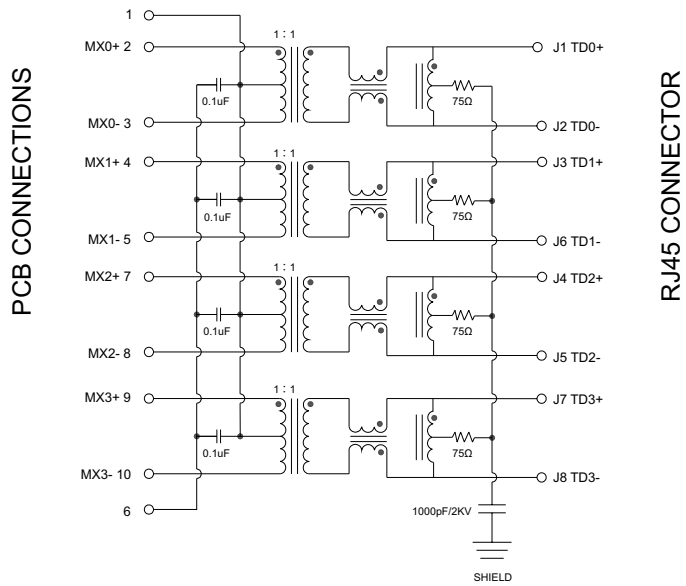 PCB CONNECTIONS
RJ45 CONNECTOR
1
1 : 1
MX0+ 2
J1 TD0+
0.1uF
75Ω
MX0- 3
J2 TD0-
1 : 1
MX1+ 4
J3 TD1+
0.1uF
75Ω
MX1- 5
J6 TD1-
1 : 1
MX2+ 7
J4 TD2+
0.1uF
75Ω
MX2- 8
J5 TD2-
1 : 1
MX3+ 9
J7 TD3+
0.1uF
75Ω
MX3- 10
J8 TD3-
6
1000pF/2KV
SHIELD